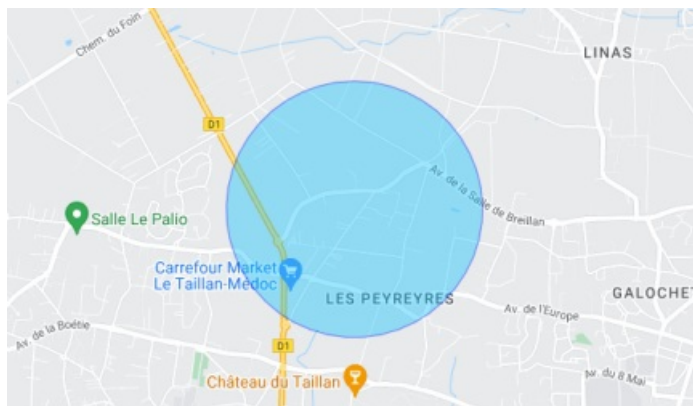 Chem. du Foin
LINAS
D1
Av. de la Salle de Breillan
Salle Le Palio
Carrefour Market
Le Taillan-Médoc
LES PEYREYRES
GALOCHET
Av. de l'Europe
Av. de la Boétie
D1
Château du Taillan
Av. du 8 Mai